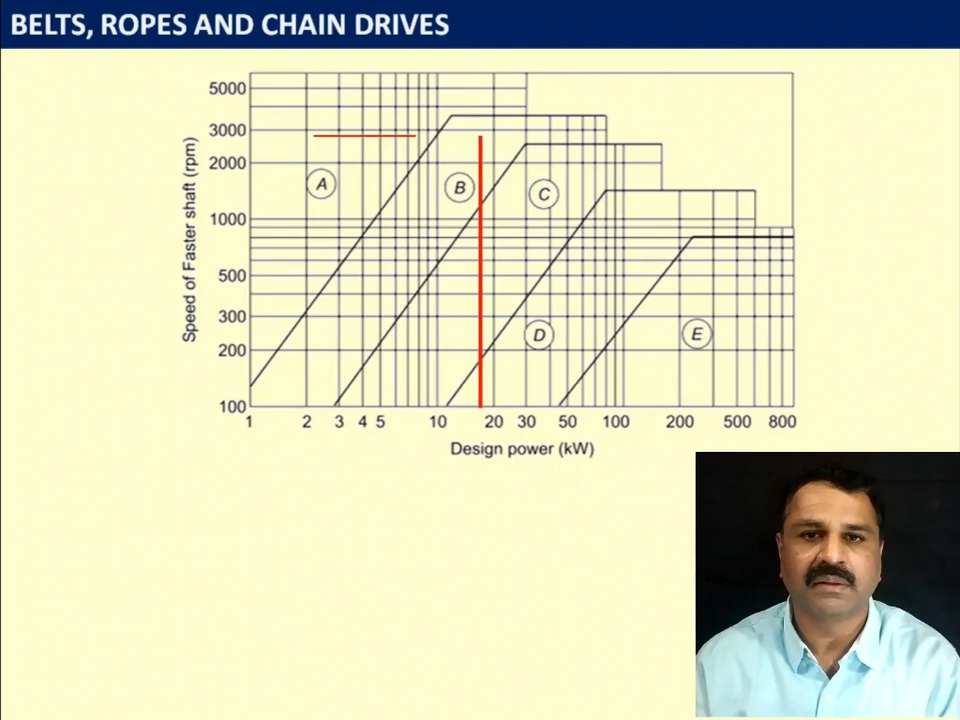 BELTS, ROPES AND CHAIN DRIVES
5000
3000
2000
1000
500
300
200
100
Speed of Faster shaft (rpm)
A
B
C
D
E
1 2 3 4 5 10 20 30 50 100 200 500 800
Design power (kW)